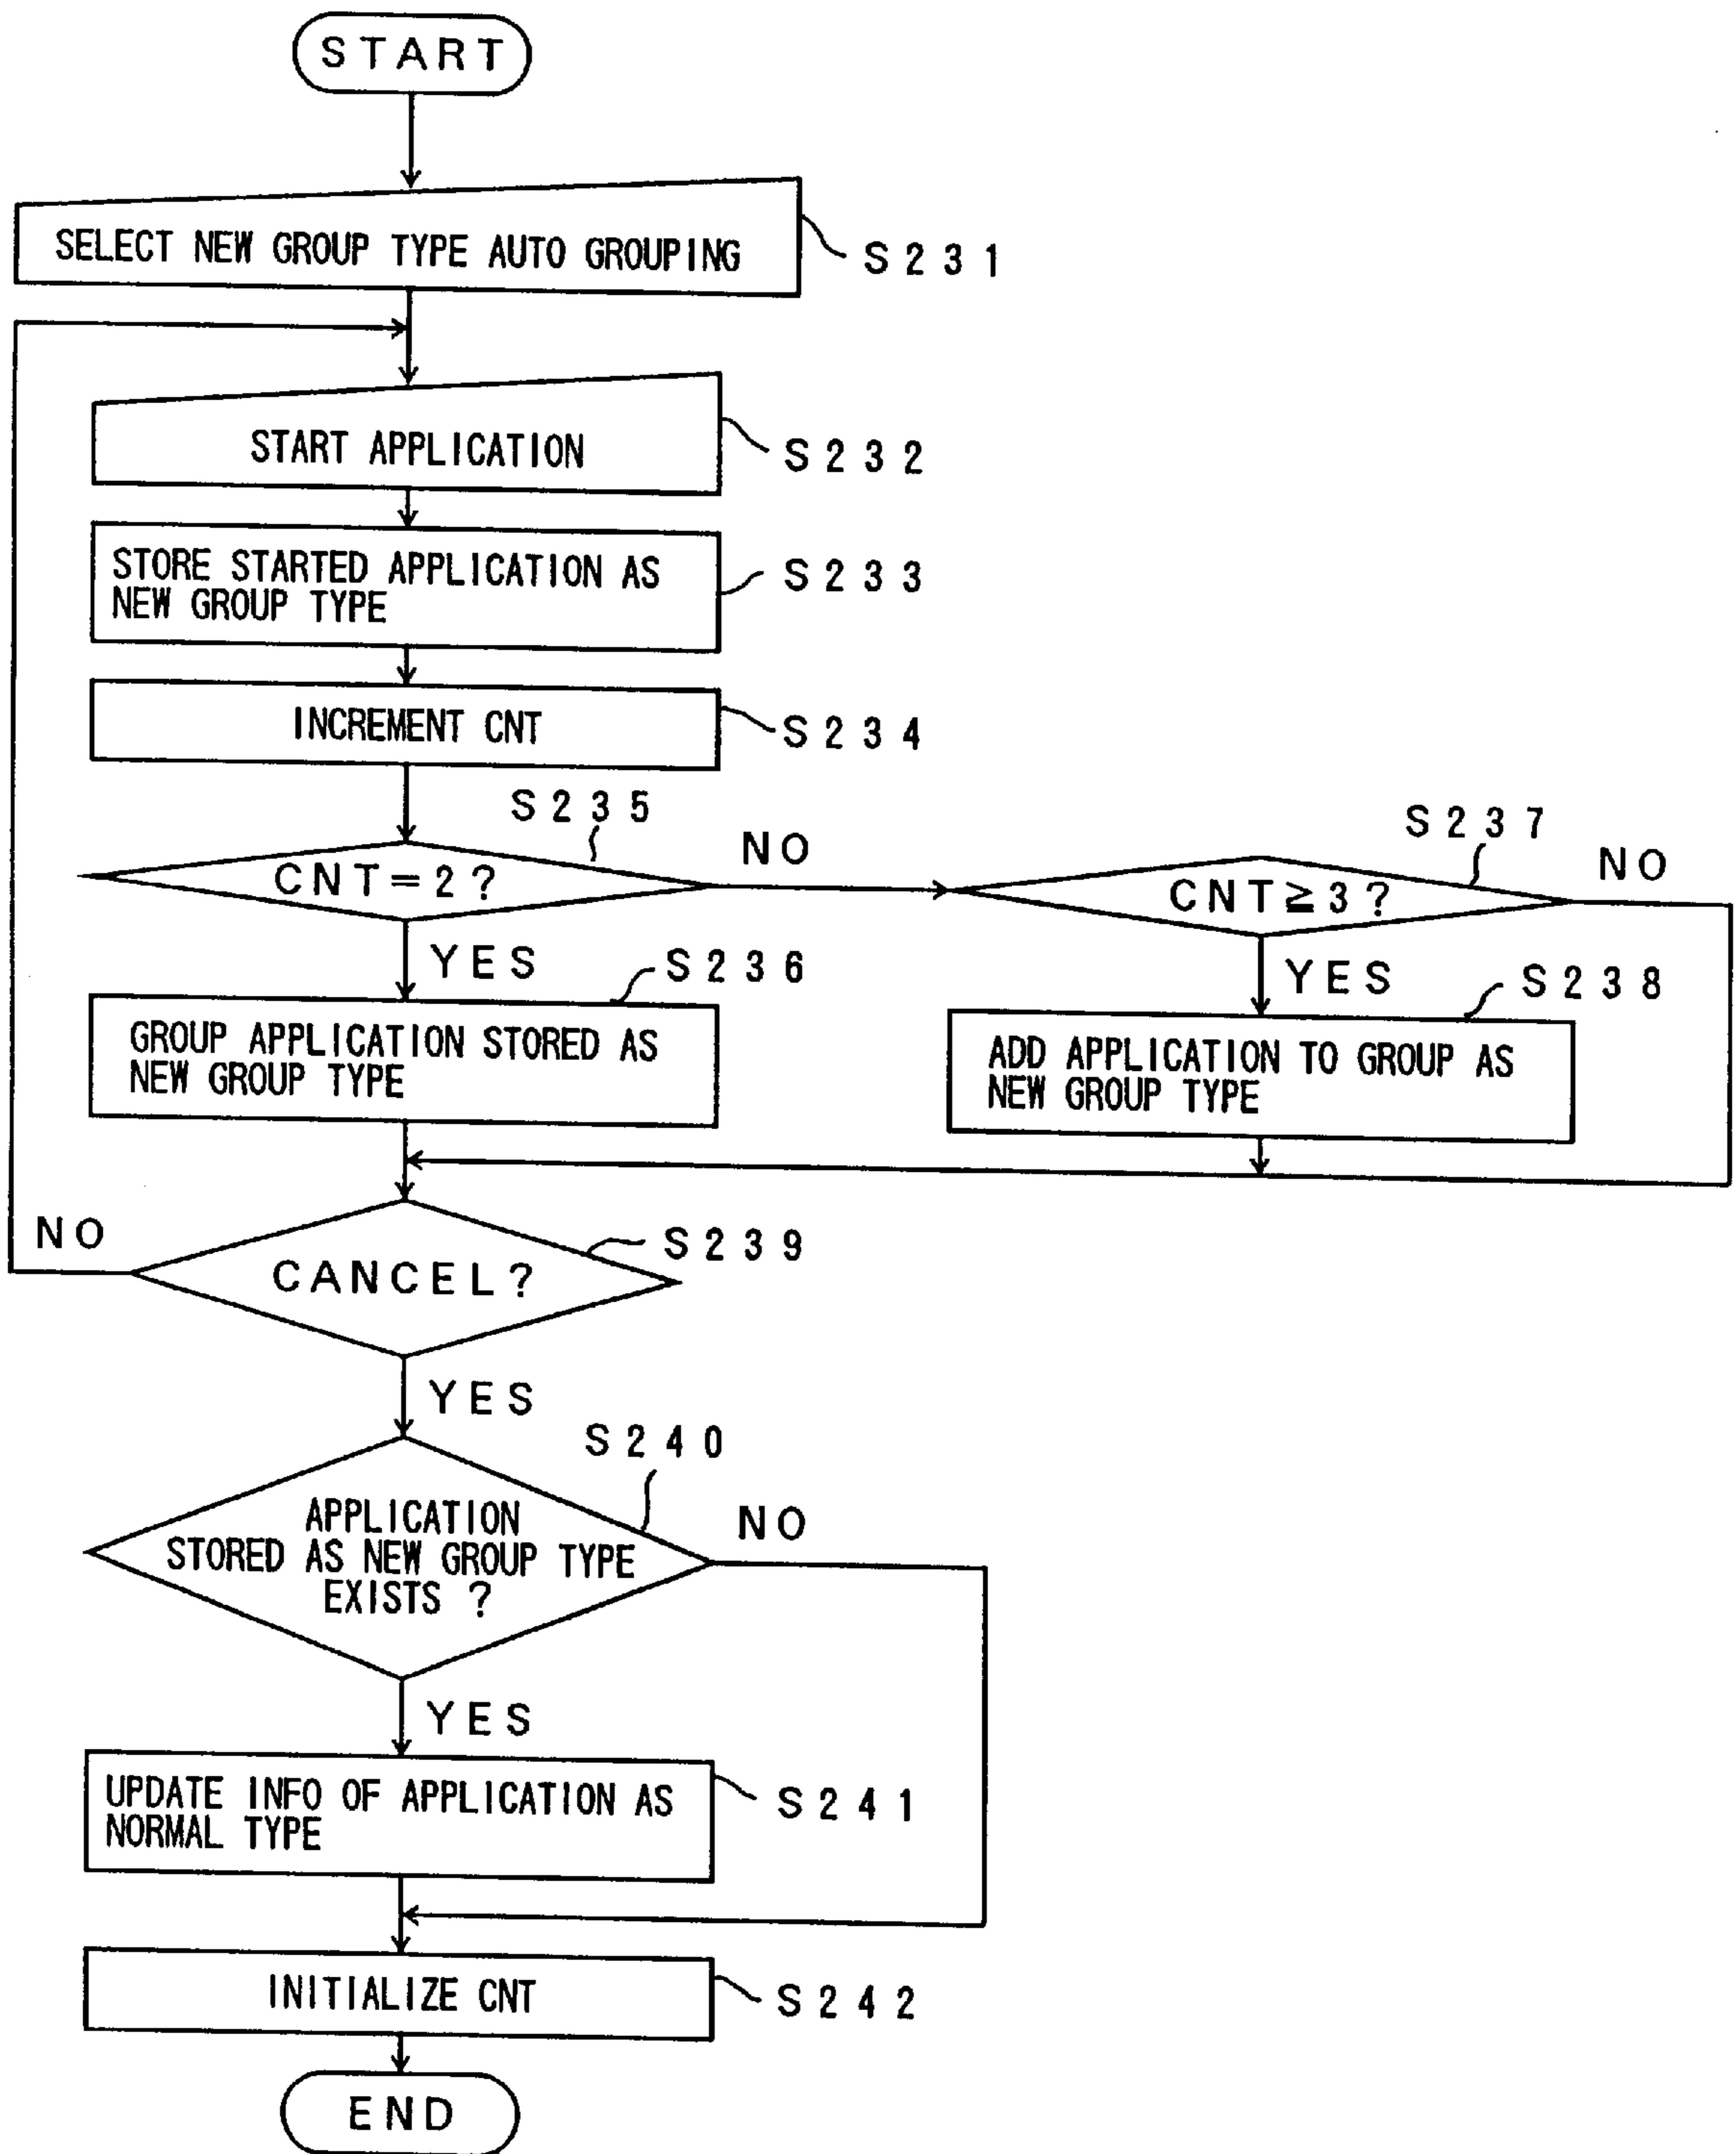 START
SELECT NEW GROUP TYPE AUTO GROUPING
S231
START APPLICATION
S232
STORE STARTED APPLICATION AS
NEW GROUP TYPE
S233
INCREMENT CNT
S234
S235
CNT=2?
NO
S237
CNT≧3?
NO
YES
S236
GROUP APPLICATION STORED AS
NEW GROUP TYPE
YES
S238
ADD APPLICATION TO GROUP AS
NEW GROUP TYPE
NO
CANCEL?
S239
YES
S240
APPLICATION
STORED AS NEW GROUP TYPE
EXISTS ?
NO
YES
UPDATE INFO OF APPLICATION AS
NORMAL TYPE
S241
INITIALIZE CNT
S242
END